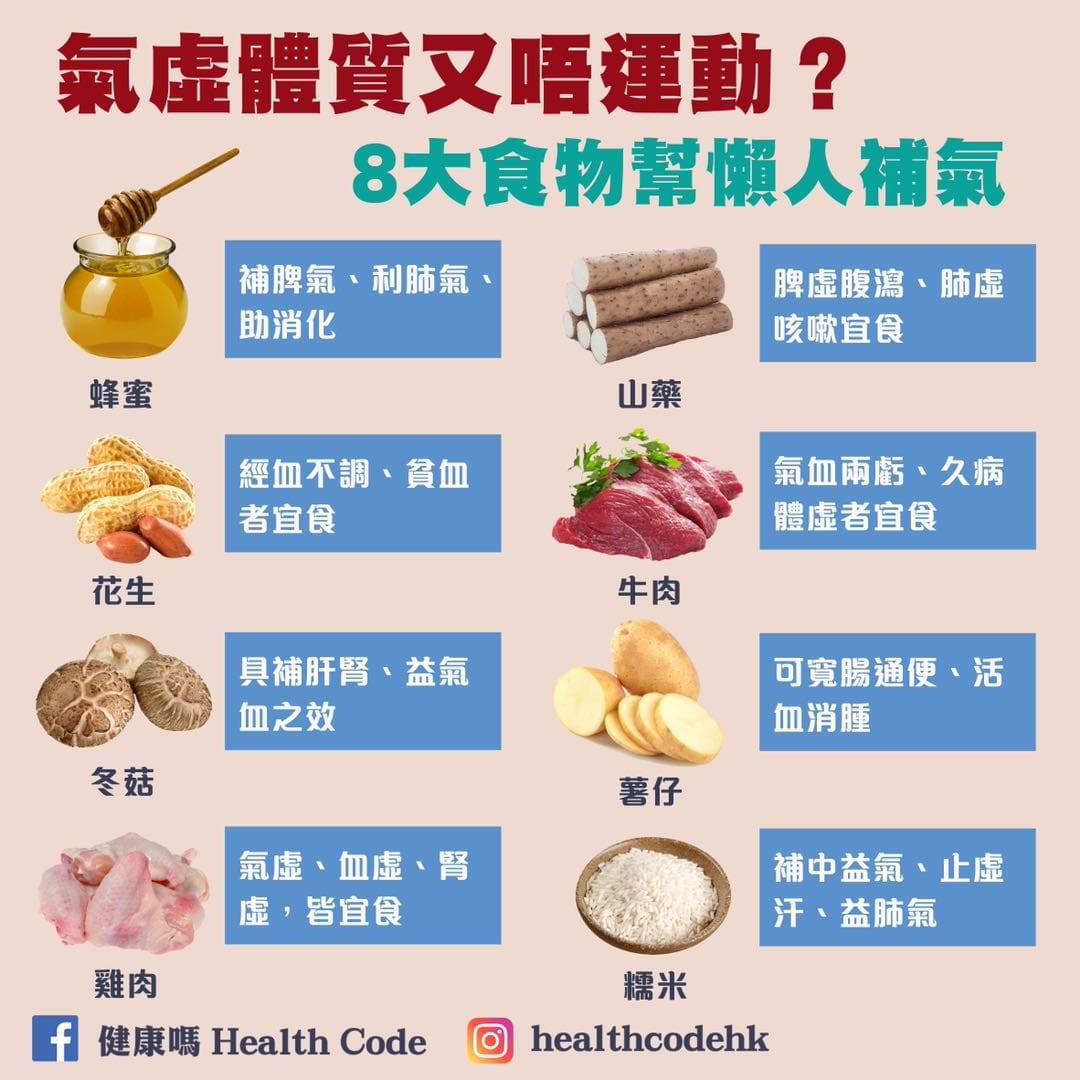 氣虛體質又唔運動？
8大食物幫懶人補氣
補脾氣、利肺氣、
助消化
蜂蜜
脾虛腹瀉、肺虛
咳嗽宜食
山藥
經血不調、貧血
者宜食
花生
氣血兩虧、久病
體虛者宜食
牛肉
具補肝腎、益氣
血之效
冬菇
可寬腸通便、活
血消腫
薯仔
氣虛、血虛、腎
虛，皆宜食
雞肉
補中益氣、止虛
汗、益肺氣
糯米
健康嗎 Health Code
healthcodehk